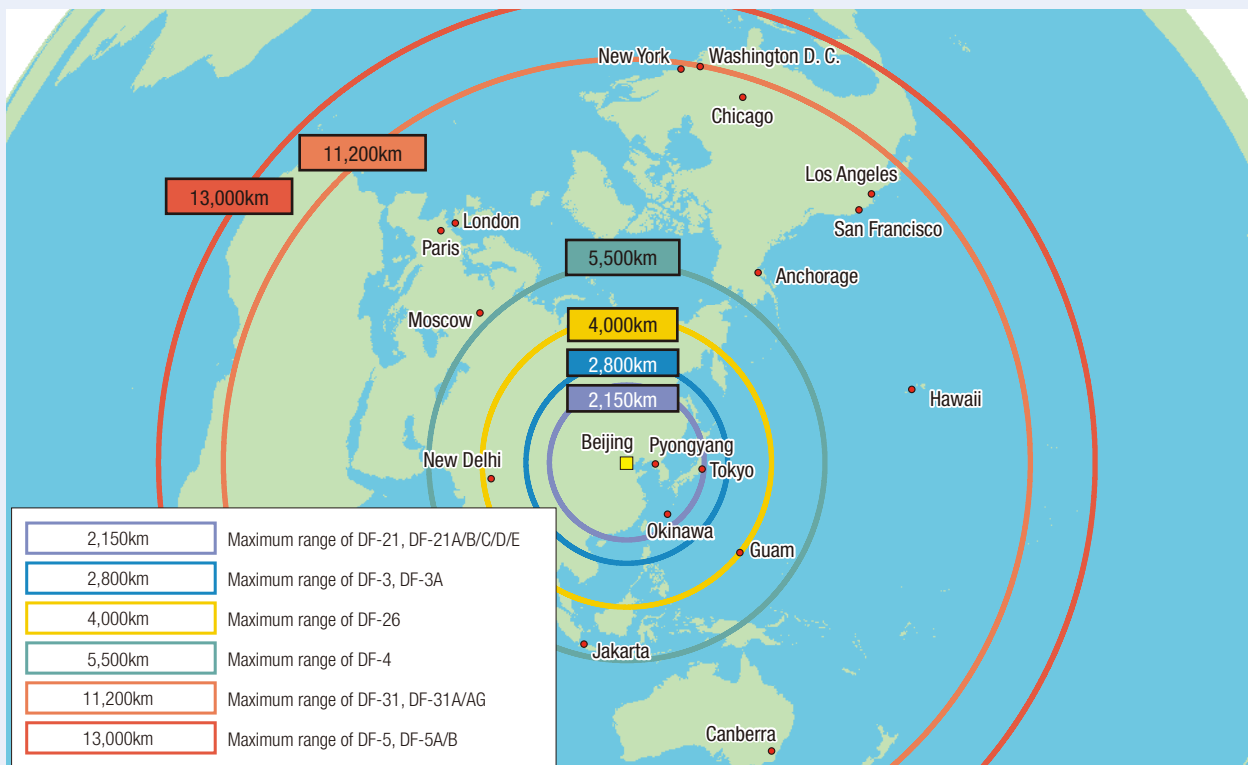 New York
Washington D. C.
Chicago
11,200km
Los Angeles
13,000km
London
San Francisco
Paris
5,500km
Anchorage
Moscow
4,000km
2,800km
Hawaii
2,150km
Beijing
Pyongyang
New Delhi
Tokyo
Okinawa
Guam
Jakarta
Canberra
2,150km Maximum range of DF-21, DF-21A/B/C/D/E
2,800km Maximum range of DF-3, DF-3A
4,000km Maximum range of DF-26
5,500km Maximum range of DF-4
11,200km Maximum range of DF-31, DF-31A/AG
13,000km Maximum range of DF-5, DF-5A/B